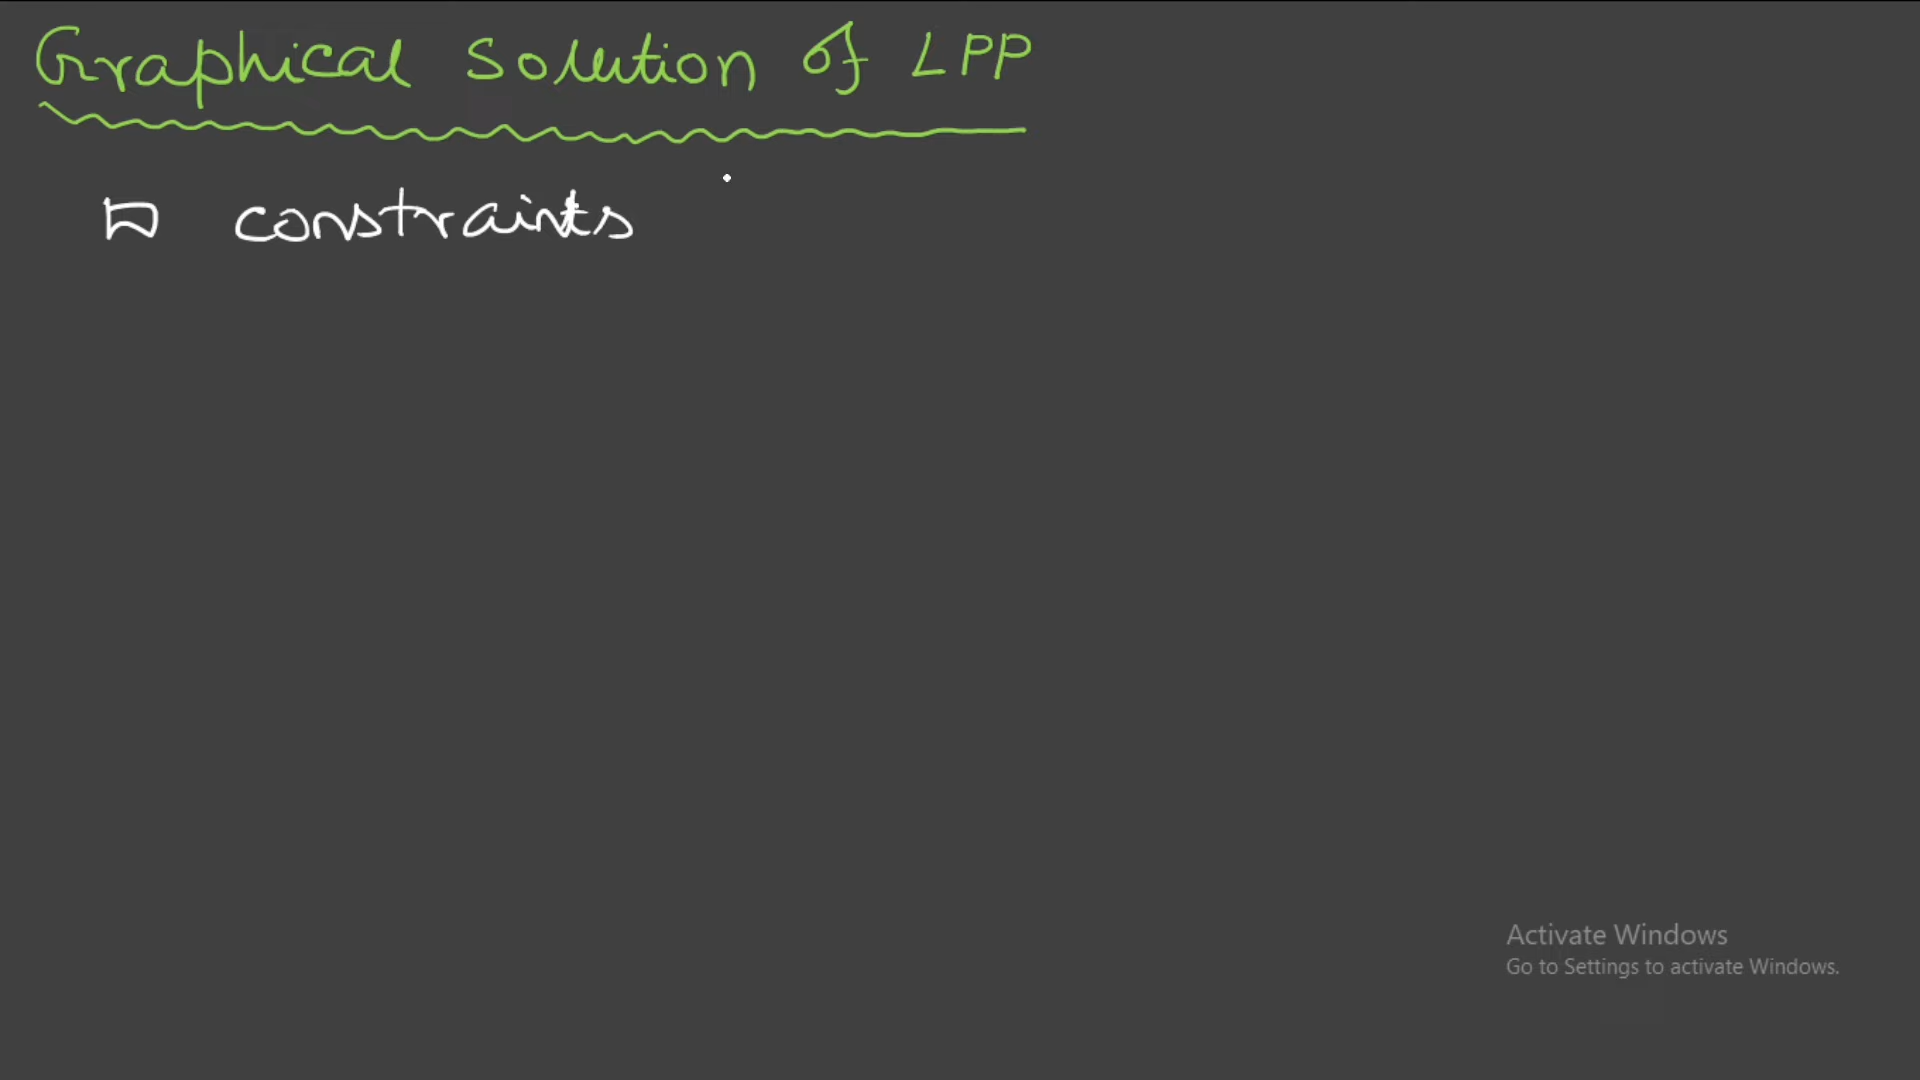 Graphical Solution of LPP
constraints
Activate Windows
Go to Settings to activate Windows.